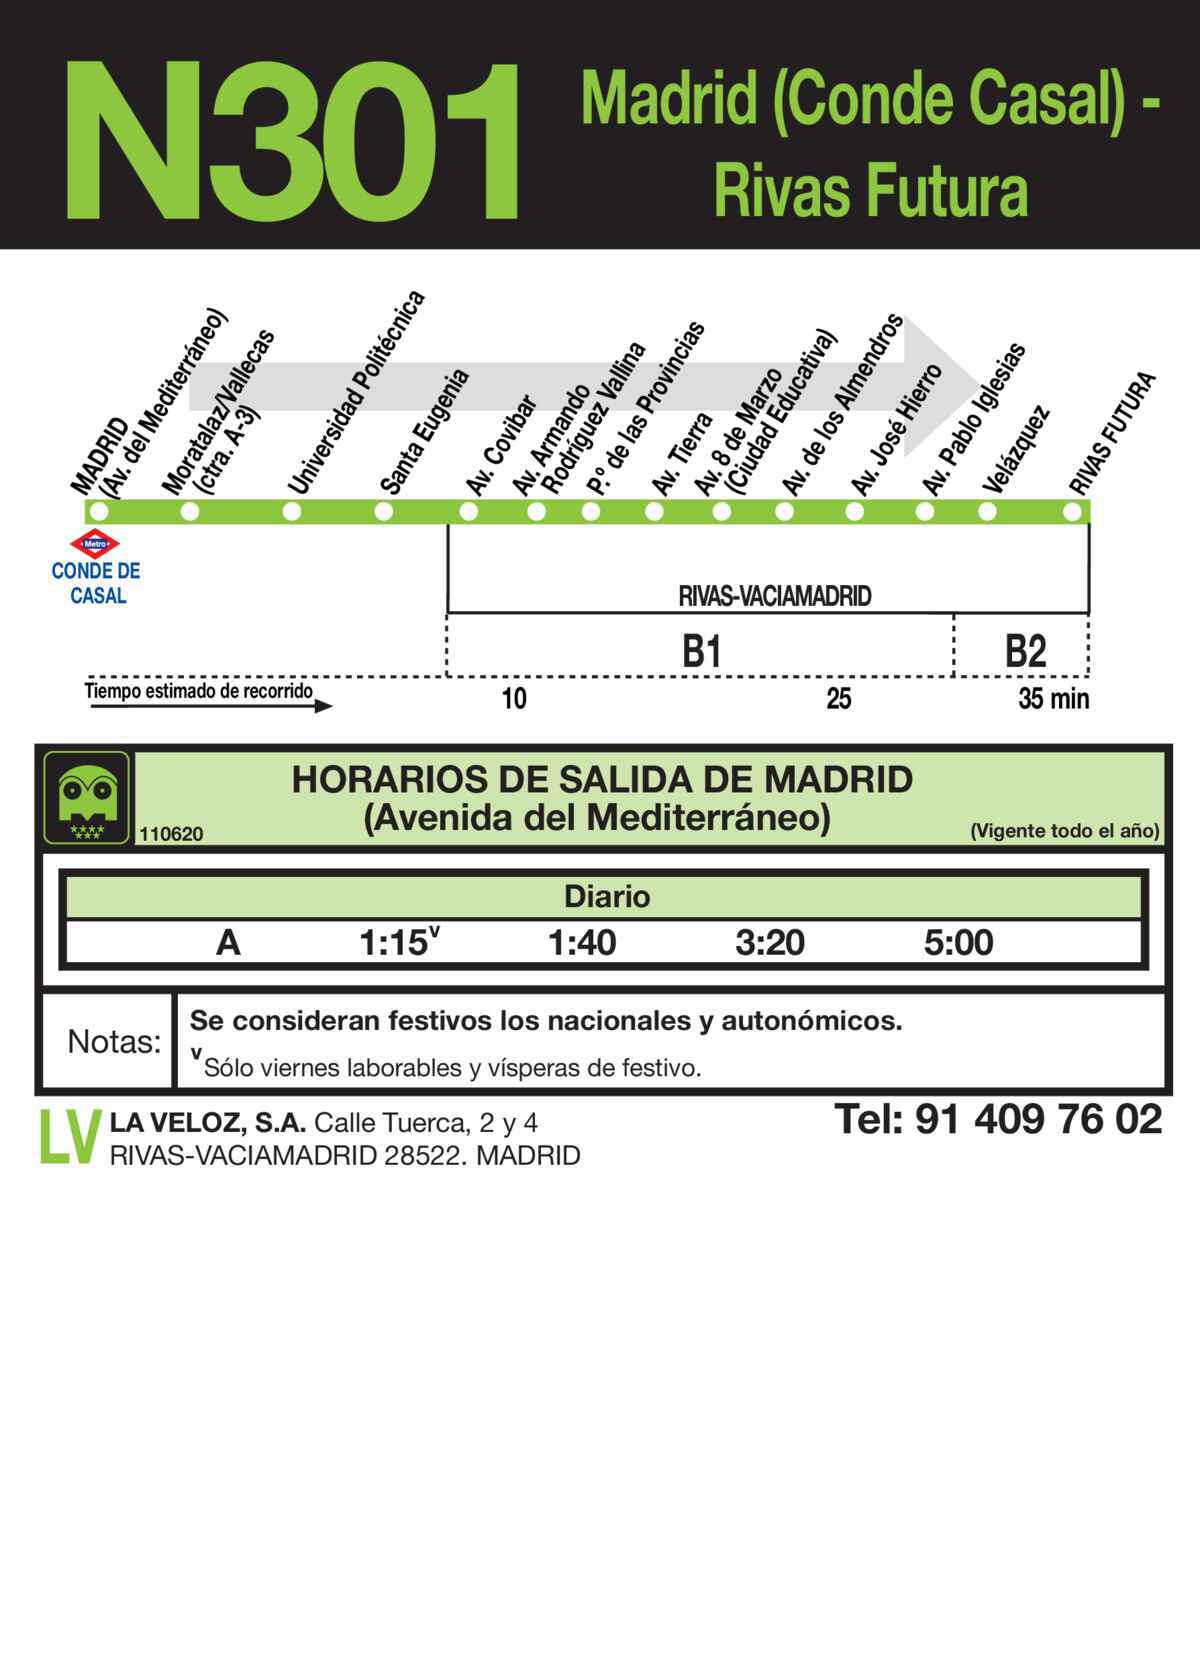 N301
Madrid (Conde Casal) -
Rivas Futura
MADRID
(Av. del Mediterráneo)
Moratalaz/Vallecas
(ctra. A-3)
Universidad Politécnica
Santa Eugenia
Av. Covibar
Av. Armando
Rodríguez Vallina
P.º de las Provincias
Av. Tierra
Av. 8 de Marzo
(Ciudad Educativa)
Av. de los Almendros
Av. José Hierro
Av. Pablo Iglesias
Velázquez
RIVAS FUTURA
Metro
CONDE DE
CASAL
RIVAS-VACIAMADRID
B1 B2
Tiempo estimado de recorrido 10 25 35 min
HORARIOS DE SALIDA DE MADRID
(Avenida del Mediterráneo)
110620 (Vigente todo el año)
Diario
A 1:15v 1:40 3:20 5:00
Notas:
Se consideran festivos los nacionales y autonómicos.
v Sólo viernes laborables y vísperas de festivo.
LV LA VELOZ, S.A. Calle Tuerca, 2 y 4
RIVAS-VACIAMADRID 28522. MADRID
Tel: 91 409 76 02